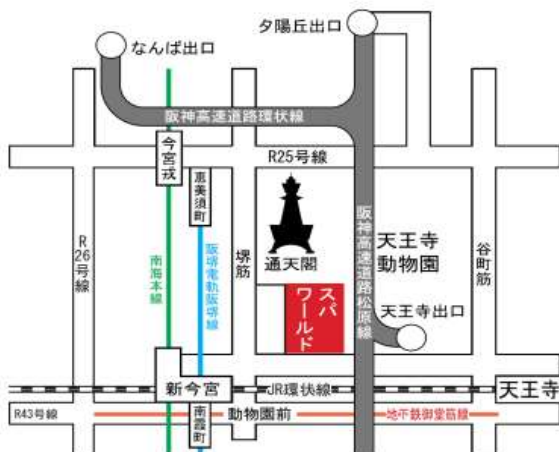 夕陽丘出口
なんば出口
阪神高速道路環状線
今宮戎
R25号線
恵美須町
R26号線
南海本線
阪堺電軌阪堺線
堺筋
通天閣
阪神高速道路松原線
天王寺
動物園
谷町筋
スパ
ワールド
天王寺出口
新今宮
JR環状線
天王寺
R43号線
南霞町
動物園前
地下鉄御堂筋線